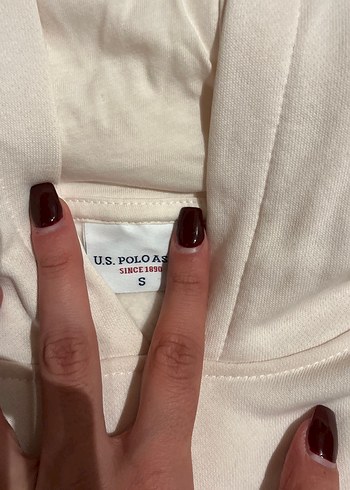 U.S. POLO AS
SINCE 1890
S